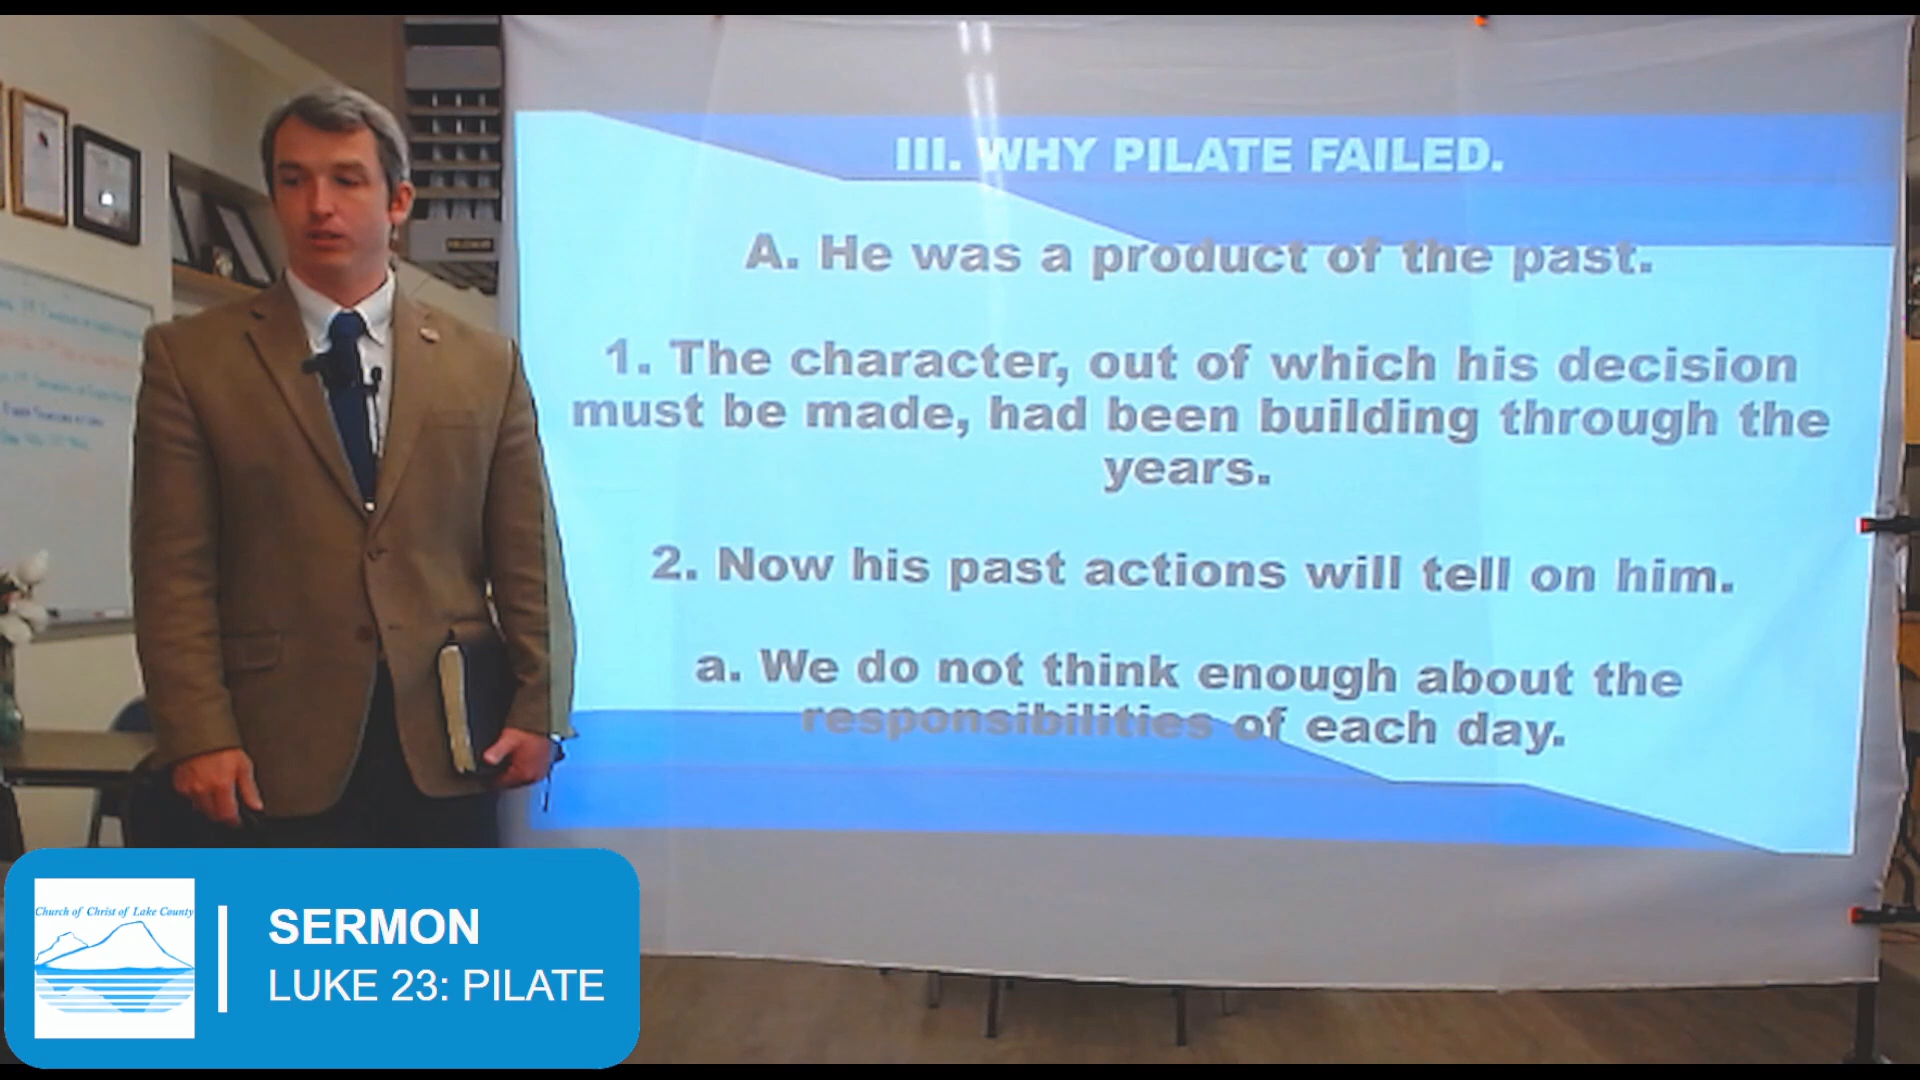 III. WHY PILATE FAILED.
A. He was a product of the past.
1. The character, out of which his decision
must be made, had been building through the
years.
2. Now his past actions will tell on him.
a. We do not think enough about the
responsibilities of each day.
Church of Christ of Lake County
SERMON
LUKE 23: PILATE